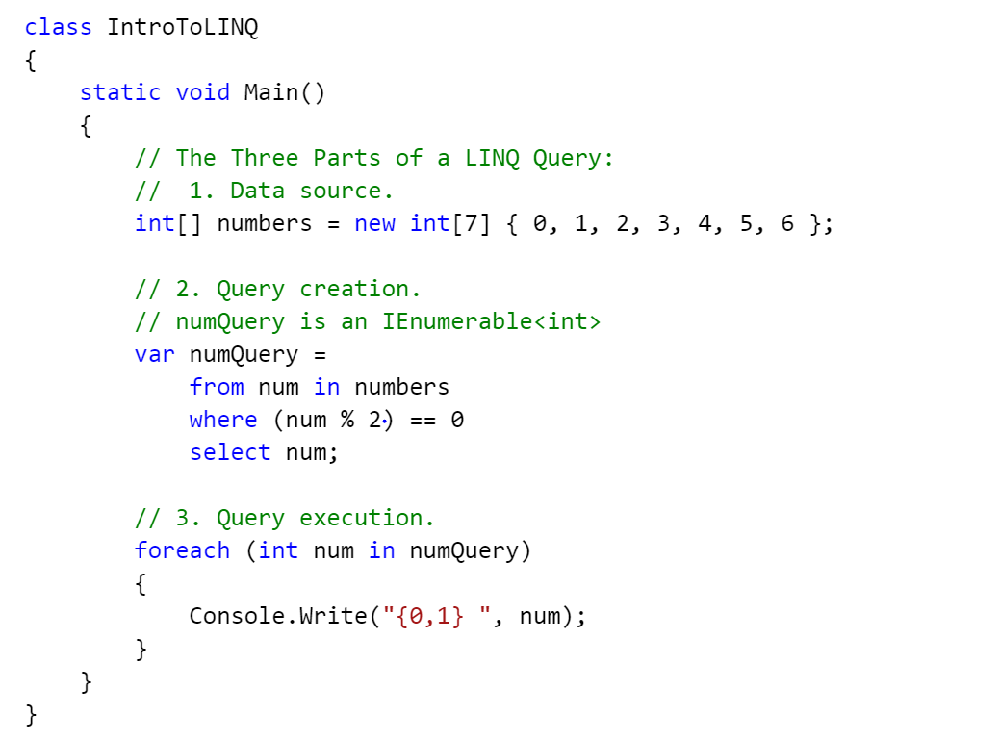 class IntroToLINQ
{
    static void Main()
    {
        // The Three Parts of a LINQ Query:
        //  1. Data source.
        int[] numbers = new int[7] { 0, 1, 2, 3, 4, 5, 6 };

        // 2. Query creation.
        // numQuery is an IEnumerable<int>
        var numQuery =
            from num in numbers
            where (num % 2) == 0
            select num;

        // 3. Query execution.
        foreach (int num in numQuery)
        {
            Console.Write("{0,1} ", num);
        }
    }
}